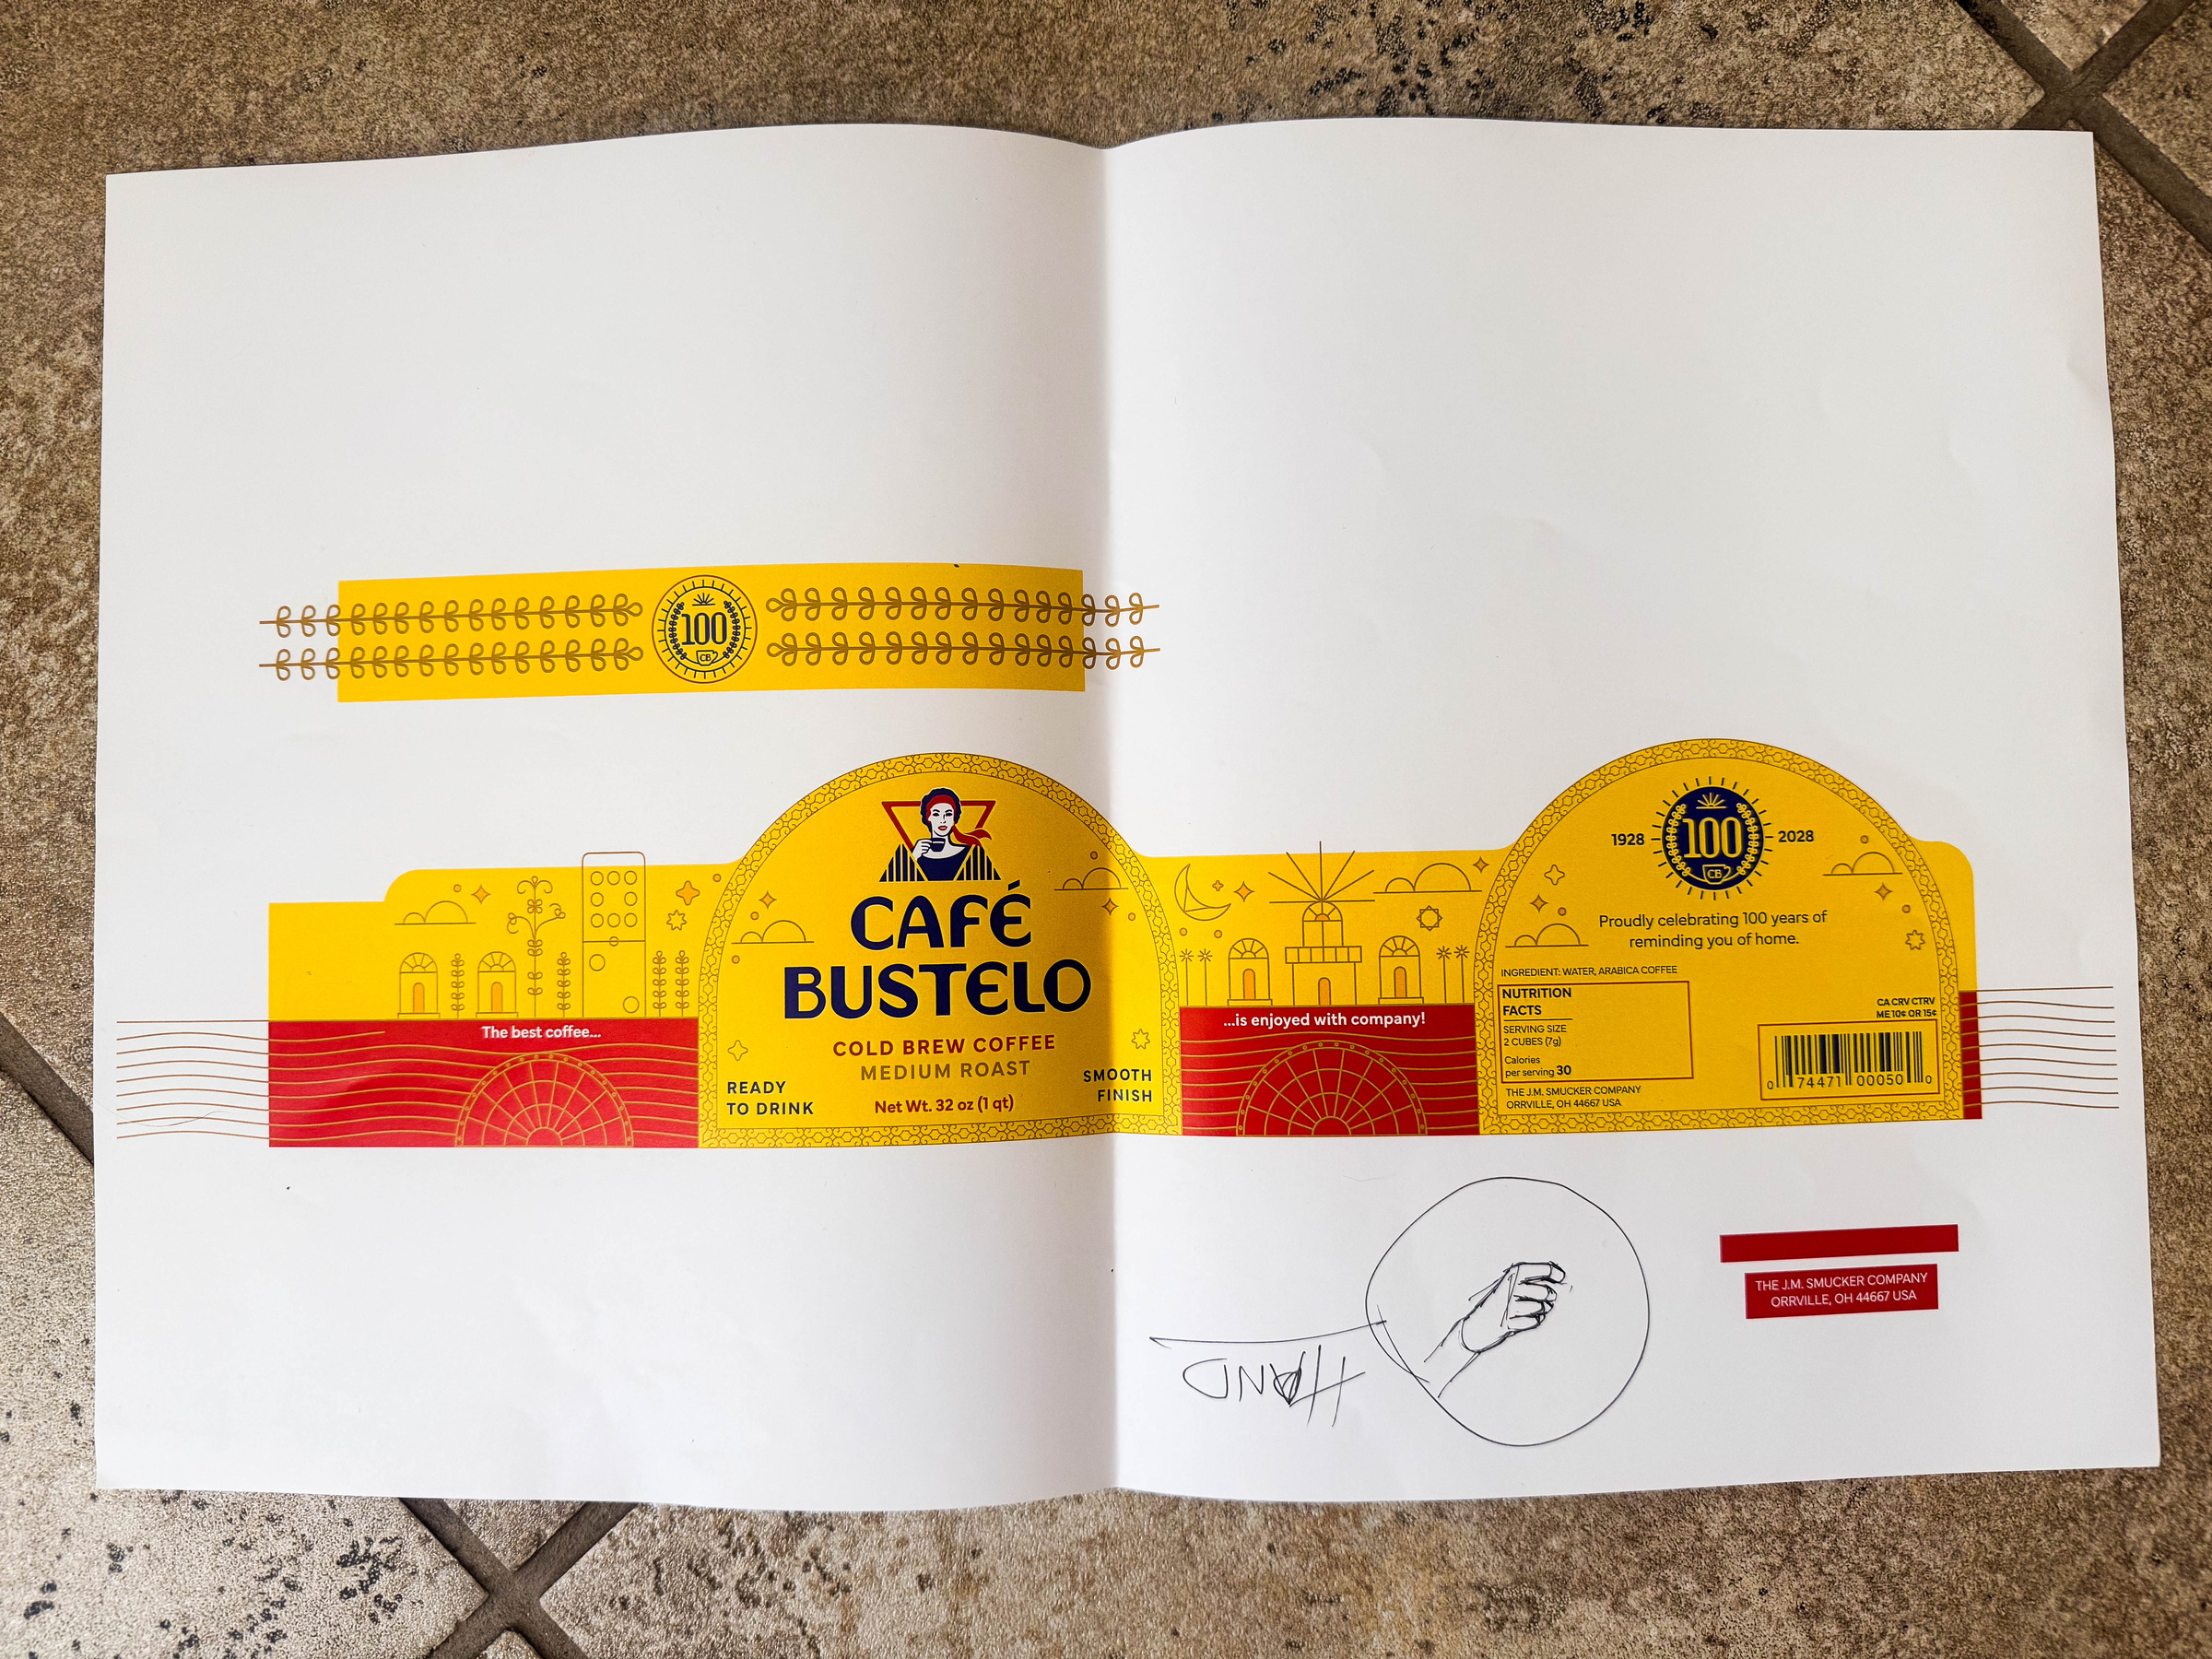 100
CB
CAFÉ
BUSTELO
COLD BREW COFFEE
MEDIUM ROAST
READY
TO DRINK
SMOOTH
FINISH
Net Wt. 32 oz (1 qt)
The best coffee...
...is enjoyed with company!
1928 100 2028
CB
Proudly celebrating 100 years of
reminding you of home.
INGREDIENT: WATER, ARABICA COFFEE
NUTRITION
FACTS
SERVING SIZE
2 CUBES (7g)
Calories
per serving 30
THE J.M. SMUCKER COMPANY
ORRVILLE, OH 44667 USA
CA CRV CTRV
ME 10¢ OR 15¢
0 74471 00050 0
HAND
THE J.M. SMUCKER COMPANY
ORRVILLE, OH 44667 USA